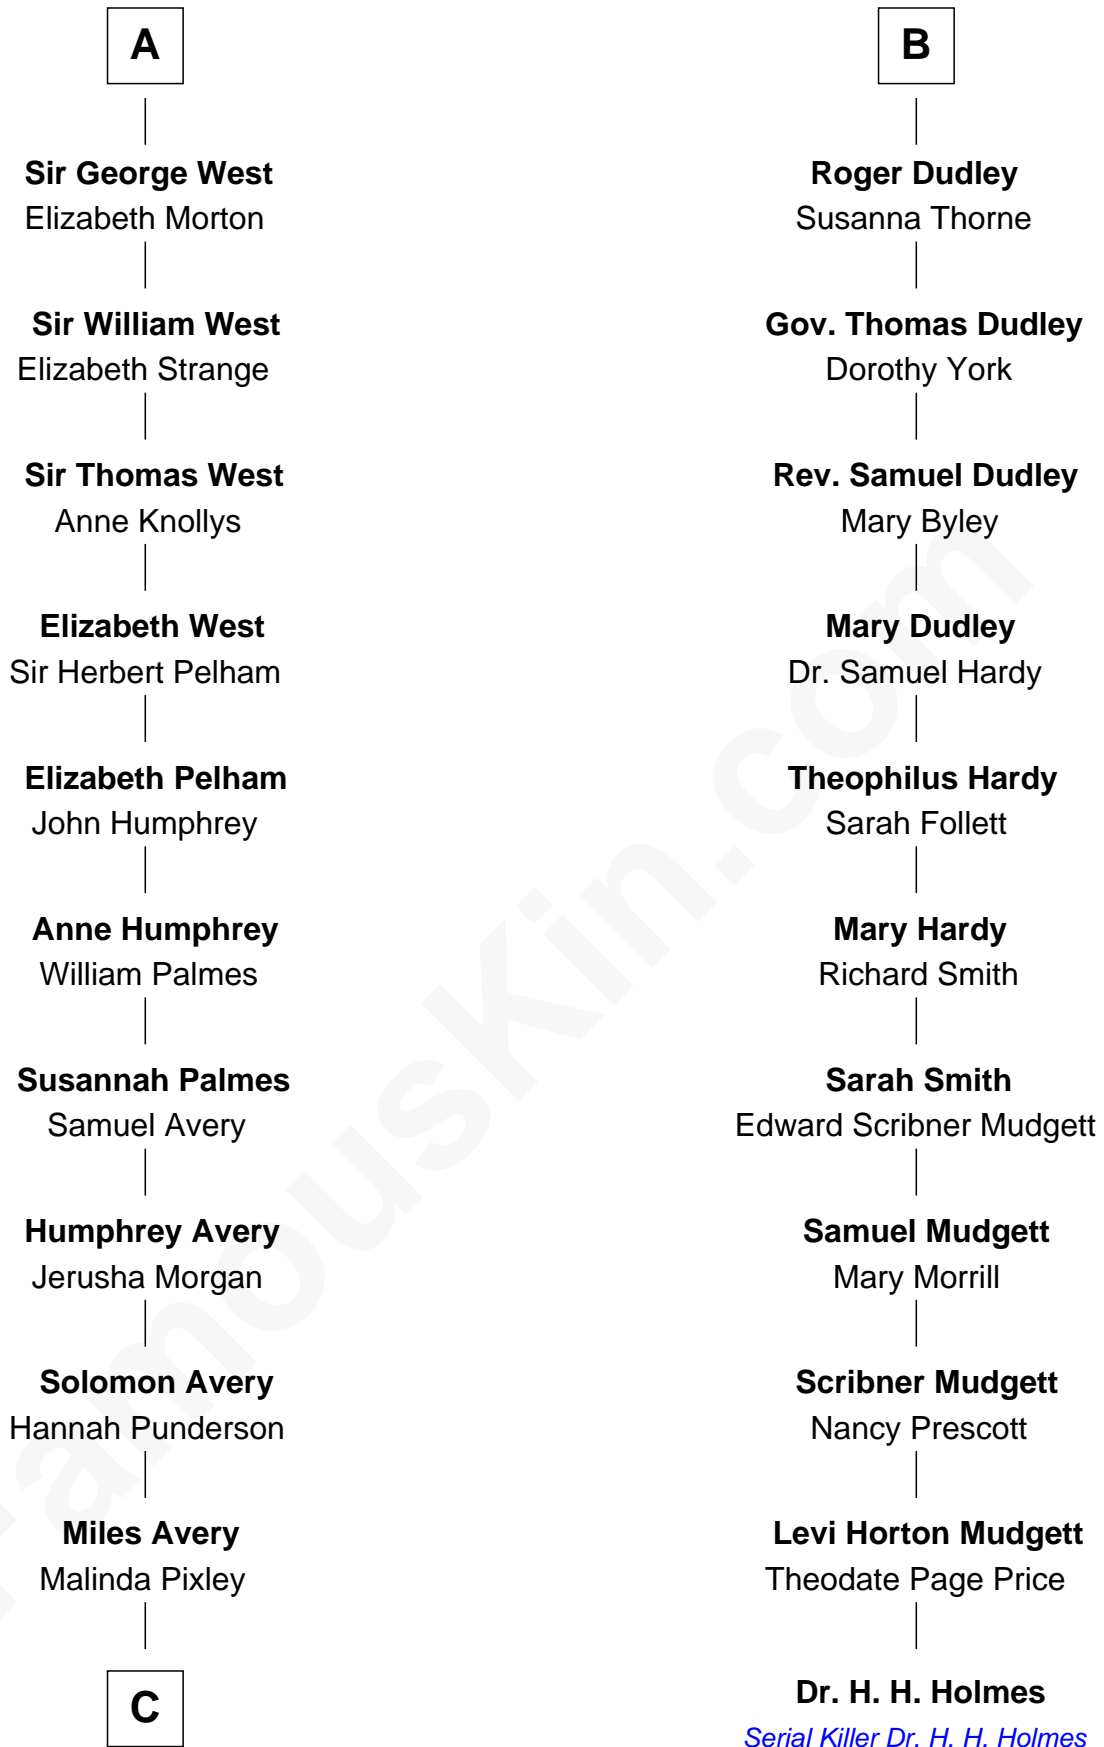 A
Sir George West
Elizabeth Morton
Sir William West
Elizabeth Strange
Sir Thomas West
Anne Knollys
Elizabeth West
Sir Herbert Pelham
Elizabeth Pelham
John Humphrey
Anne Humphrey
William Palmes
Susannah Palmes
Samuel Avery
Humphrey Avery
Jerusha Morgan
Solomon Avery
Hannah Punderson
Miles Avery
Malinda Pixley
C
B
Roger Dudley
Susanna Thorne
Gov. Thomas Dudley
Dorothy York
Rev. Samuel Dudley
Mary Byley
Mary Dudley
Dr. Samuel Hardy
Theophilus Hardy
Sarah Follett
Mary Hardy
Richard Smith
Sarah Smith
Edward Scribner Mudgett
Samuel Mudgett
Mary Morrill
Scribner Mudgett
Nancy Prescott
Levi Horton Mudgett
Theodate Page Price
Dr. H. H. Holmes
Serial Killer Dr. H. H. Holmes
FamousKin.com